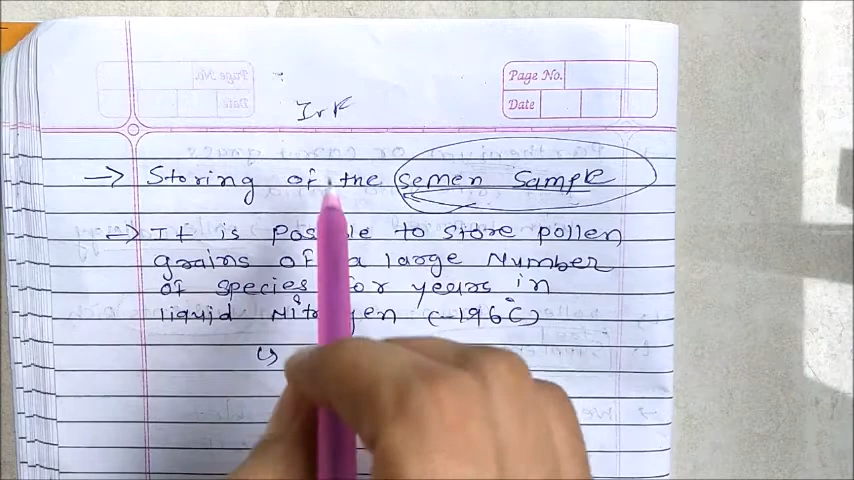 Page No.
Date
→ Storing of the semen Sample
→ It is possible to store pollen
grains of a large Number
of species for years in
liquid Nitrogen (-196°C)